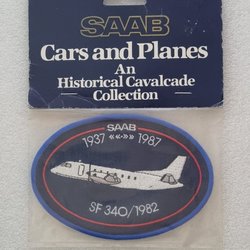 SAAB
Cars and Planes
An
Historical Cavalcade
Collection
SAAB
1937 «•» 1987
SF 340/1982